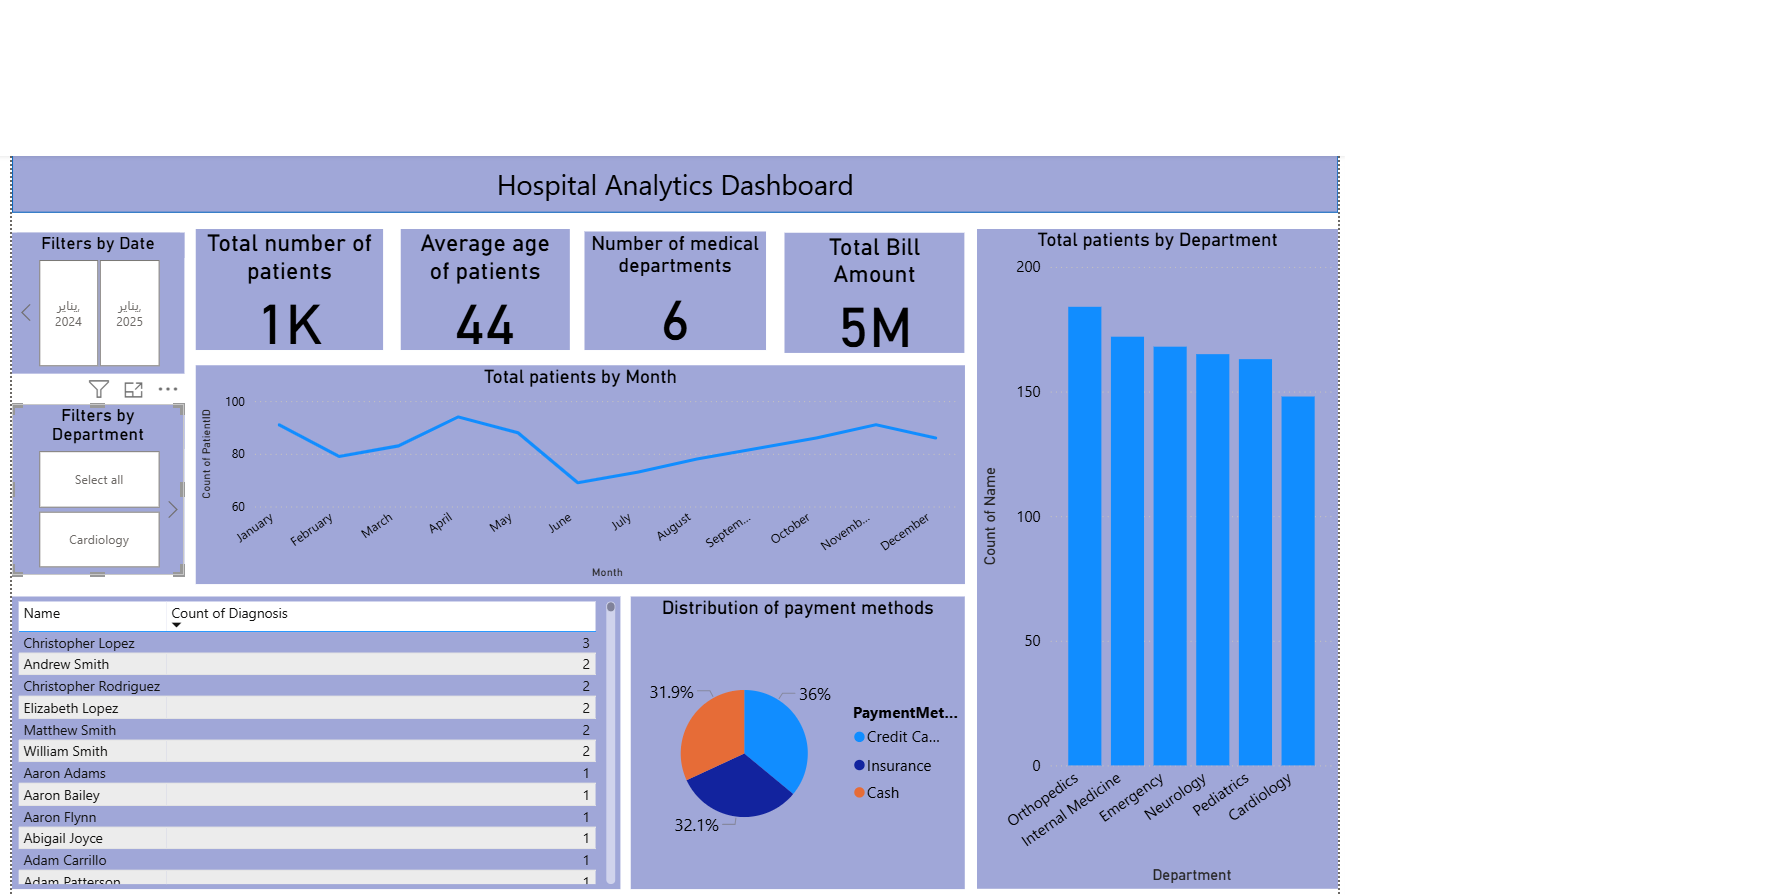 Hospital Analytics Dashboard
Filters by Date
يناير,
2024
يناير,
2025
Filters by
Department
Select all
Cardiology
Total number of
patients
1K
Average age
of patients
44
Number of medical
departments
6
Total Bill
Amount
5M
Total patients by Month
Count of PatientID
100
80
60
January
February
March
April
May
June
July
August
Septem...
October
Novemb...
December
Month
Total patients by Department
Count of Name
200
150
100
50
0
Orthopedics
Internal Medicine
Emergency
Neurology
Pediatrics
Cardiology
Department
Name Count of Diagnosis
Christopher Lopez 3
Andrew Smith 2
Christopher Rodriguez 2
Elizabeth Lopez 2
Matthew Smith 2
William Smith 2
Aaron Adams 1
Aaron Bailey 1
Aaron Flynn 1
Abigail Joyce 1
Adam Carrillo 1
Adam Patterson 1
Distribution of payment methods
31.9%
36%
32.1%
PaymentMet...
Credit Ca...
Insurance
Cash